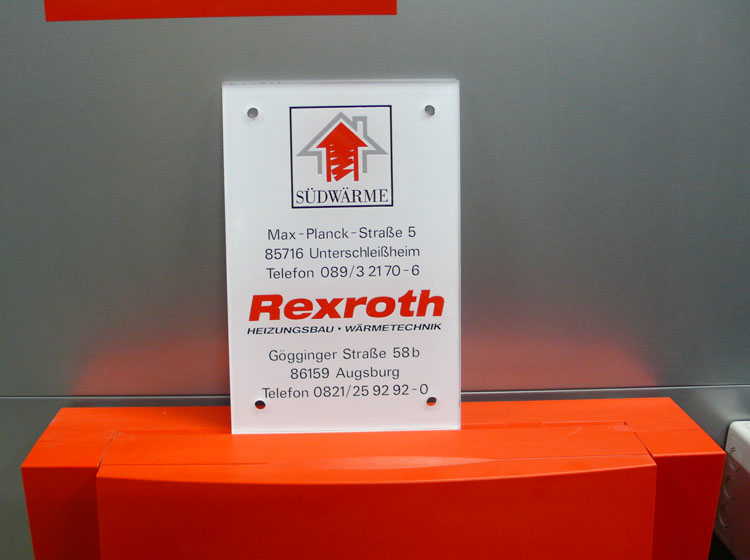 SÜDWÄRME
Max-Planck-Straße 5
85716 Unterschleißheim
Telefon 089/3 21 70-6
Rexroth
HEIZUNGSBAU · WÄRMETECHNIK
Gögginger Straße 58b
86159 Augsburg
Telefon 0821/25 92 92-0